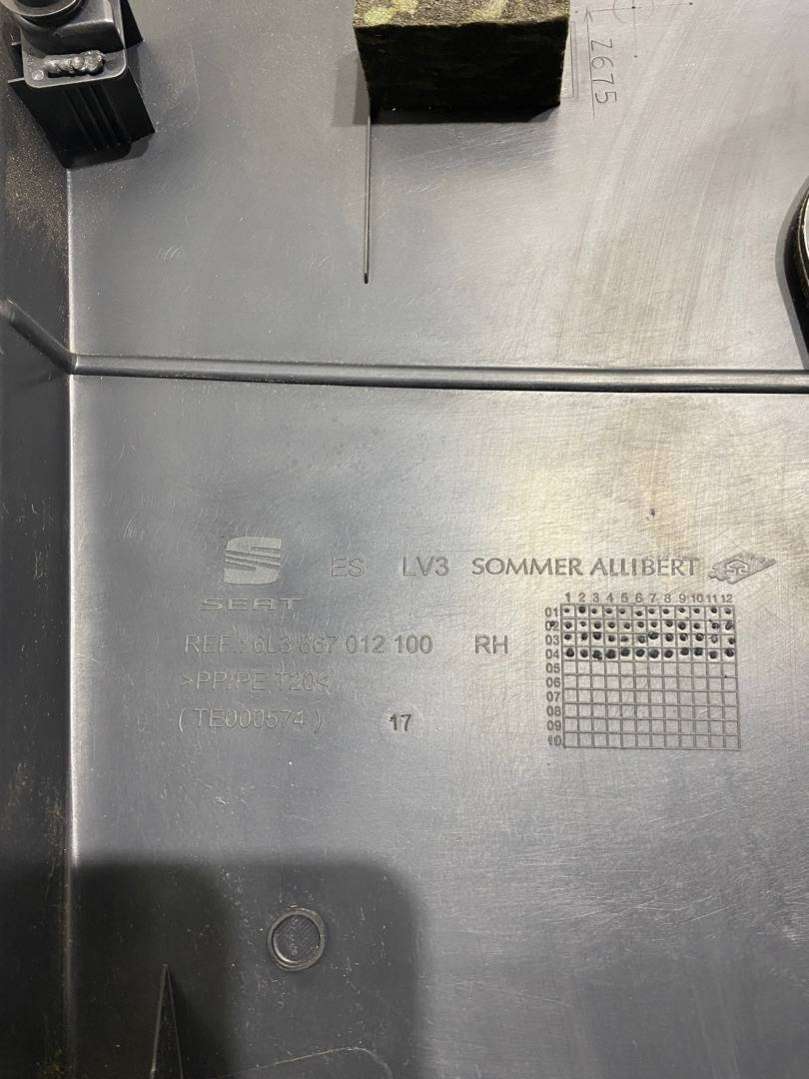 Z675
SEAT ES LV3 SOMMER ALLIBERT
REF.: 6L3 867 012 100 RH
>PP/PE T20<
(TE000574) 17
1 2 3 4 5 6 7 8 9 10 11 12
01
02
03
04
05
06
07
08
09
10